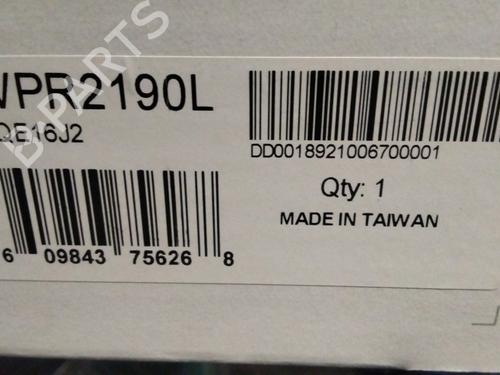 WPR2190L
QE16J2
DD0018921006700001
Qty: 1
MADE IN TAIWAN
6 09843 75626 8
B-PARTS